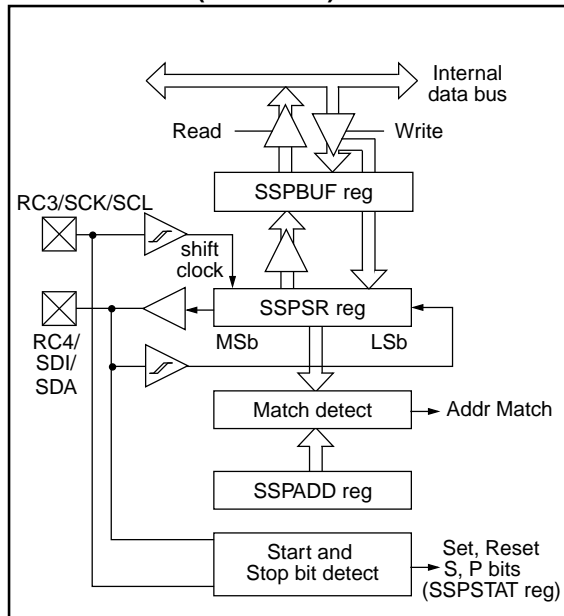 Internal
data bus
Read
Write
SSPBUF reg
RC3/SCK/SCL
shift
clock
SSPSR reg
MSb
LSb
RC4/
SDI/
SDA
Match detect
Addr Match
SSPADD reg
Start and
Stop bit detect
Set, Reset
S, P bits
(SSPSTAT reg)